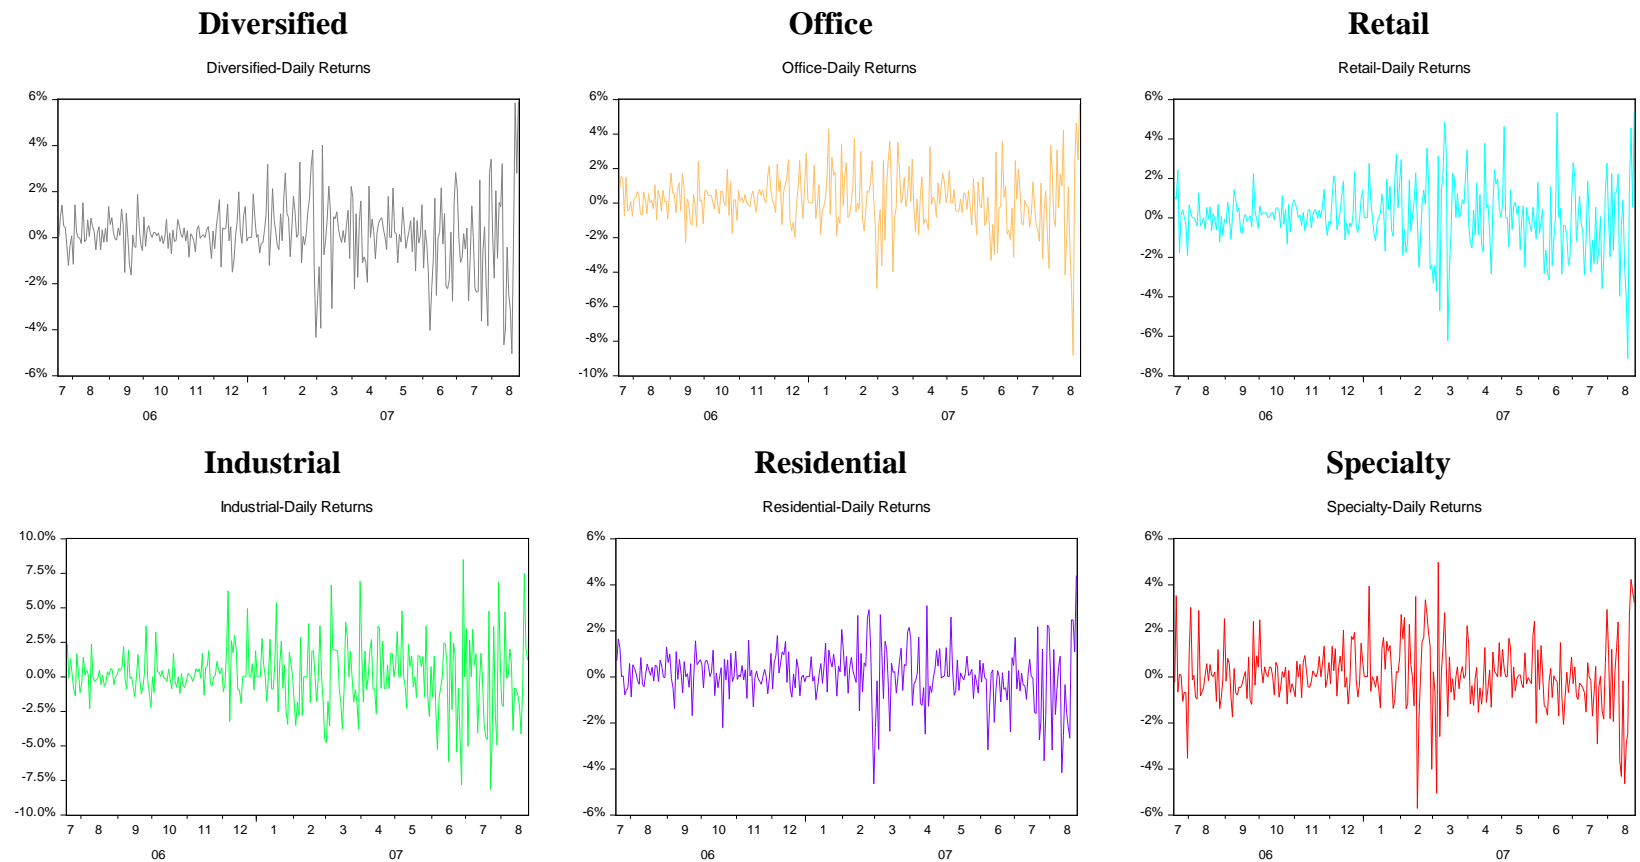 Diversified
Diversified-Daily Returns
6%
4%
2%
0%
-2%
-4%
-6%
7 8 9 10 11 12 1 2 3 4 5 6 7 8
06 07
Office
Office-Daily Returns
6%
4%
2%
0%
-2%
-4%
-6%
-8%
-10%
7 8 9 10 11 12 1 2 3 4 5 6 7 8
06 07
Retail
Retail-Daily Returns
6%
4%
2%
0%
-2%
-4%
-6%
-8%
7 8 9 10 11 12 1 2 3 4 5 6 7 8
06 07
Industrial
Industrial-Daily Returns
10.0%
7.5%
5.0%
2.5%
0.0%
-2.5%
-5.0%
-7.5%
-10.0%
7 8 9 10 11 12 1 2 3 4 5 6 7 8
06 07
Residential
Residential-Daily Returns
6%
4%
2%
0%
-2%
-4%
-6%
7 8 9 10 11 12 1 2 3 4 5 6 7 8
06 07
Specialty
Specialty-Daily Returns
6%
4%
2%
0%
-2%
-4%
-6%
7 8 9 10 11 12 1 2 3 4 5 6 7 8
06 07